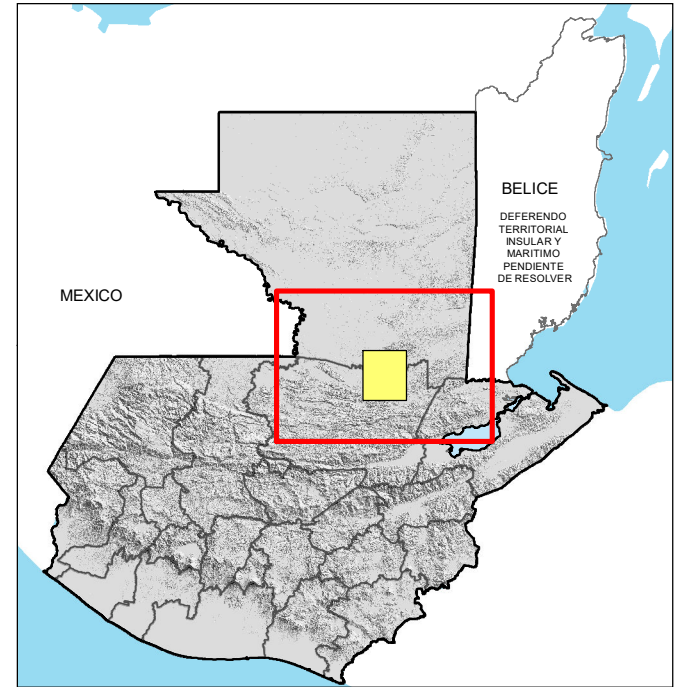 BELICE
DEFERENDO
TERRITORIAL
INSULAR Y
MARITIMO
PENDIENTE
DE RESOLVER
MEXICO